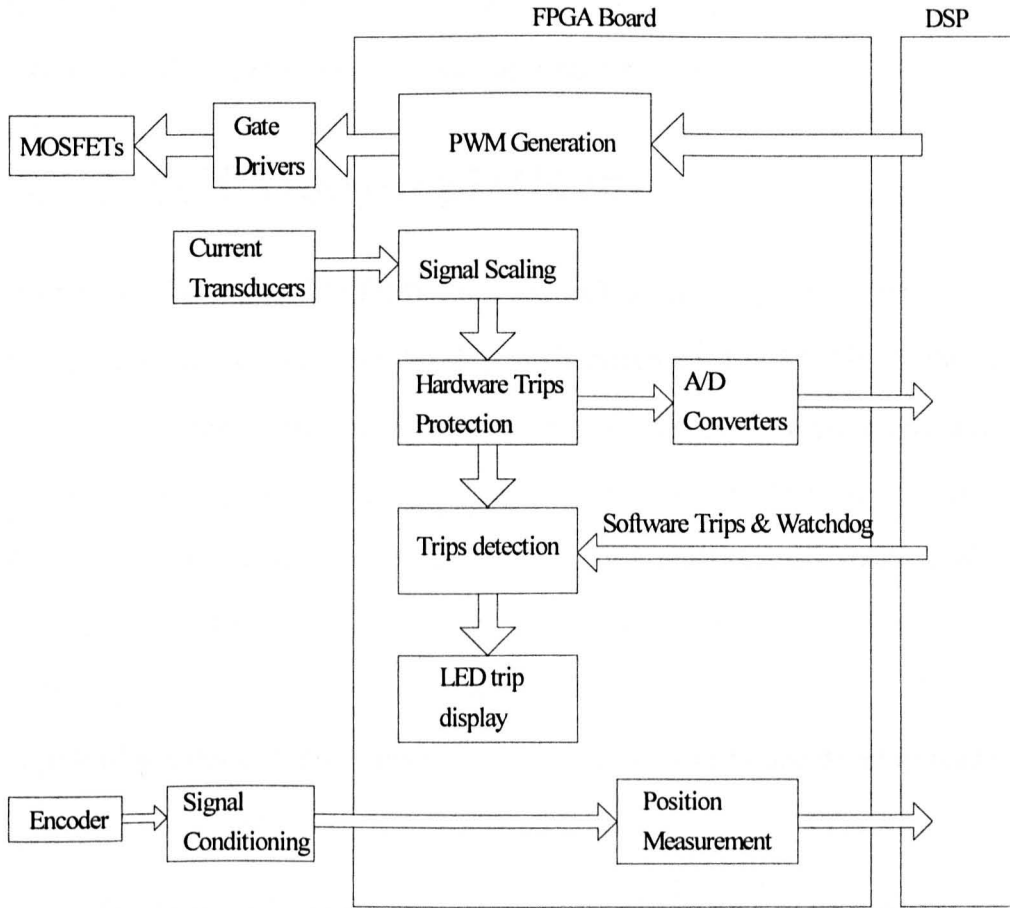 FPGA Board
DSP
MOSFETs
Gate
Drivers
PWM Generation
Current
Transducers
Signal Scaling
Hardware Trips
Protection
A/D
Converters
Software Trips & Watchdog
Trips detection
LED trip
display
Encoder
Signal
Conditioning
Position
Measurement